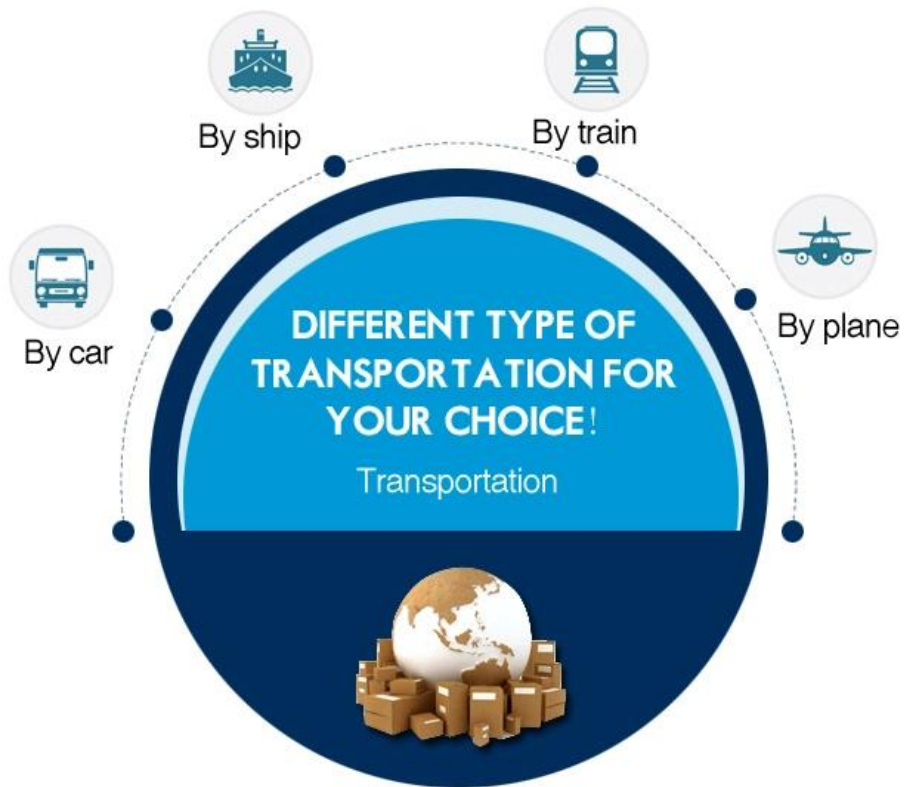 By ship
By train
By car
By plane
DIFFERENT TYPE OF
TRANSPORTATION FOR
YOUR CHOICE!
Transportation